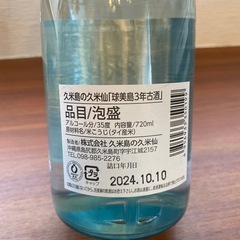 久米島の久米仙「球美島3年古酒」
品目/泡盛
アルコール分/35度 内容量/720ml
原材料名/米こうじ(タイ産米)
製造者/株式会社 久米島の久米仙
沖縄県島尻郡久米島町字宇江城2157
TEL.098-985-2276
詰口年月日
キャップ
2024.10.10